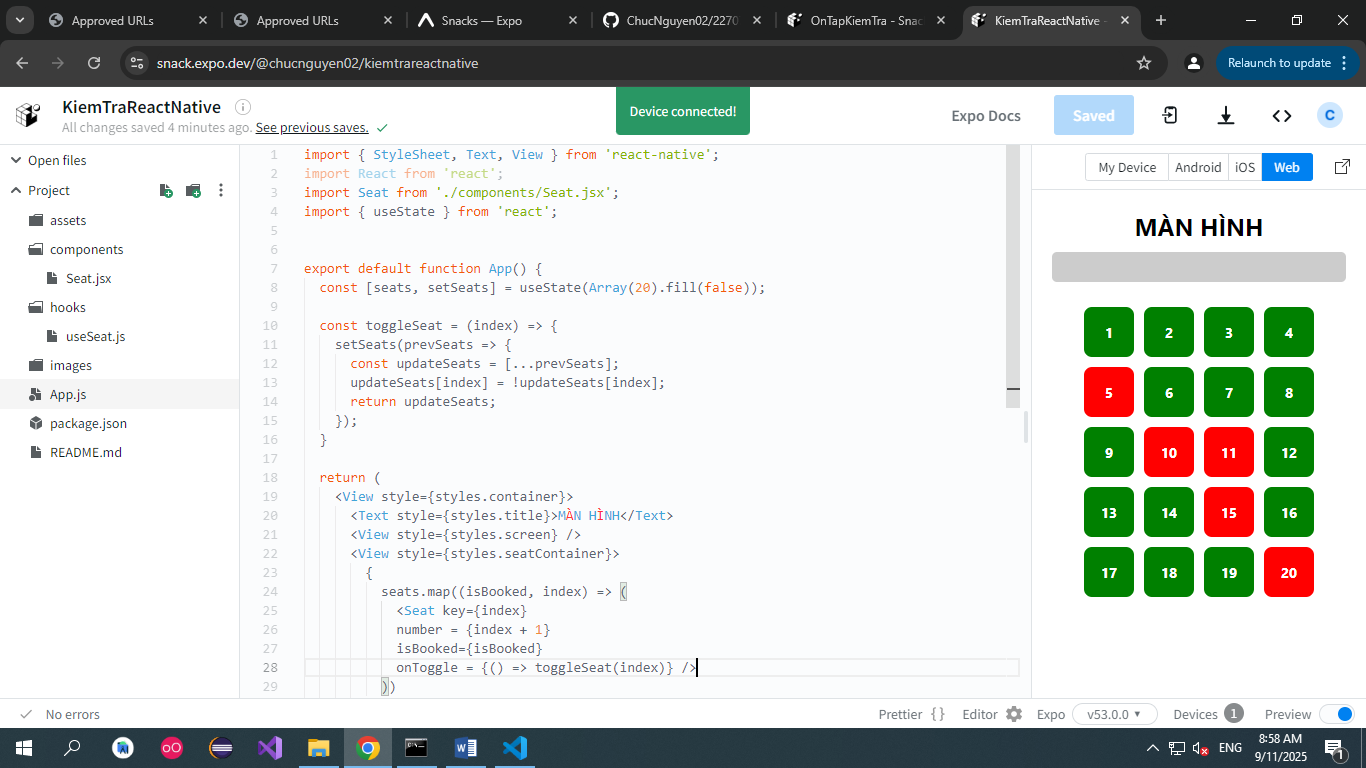 Approved URLs
Approved URLs
Snacks — Expo
ChucNguyen02/2270
OnTapKiemTra - Snac
KiemTraReactNative -
snack.expo.dev/@chucnguyen02/kiemtrareactnative
Relaunch to update
KiemTraReactNative
All changes saved 4 minutes ago. See previous saves.
Device connected!
Expo Docs
Saved
C
Open files
Project
assets
components
Seat.jsx
hooks
useSeat.js
images
App.js
package.json
README.md
1 import { StyleSheet, Text, View } from 'react-native';
2 import React from 'react';
3 import Seat from './components/Seat.jsx';
4 import { useState } from 'react';
5
6
7 export default function App() {
8 const [seats, setSeats] = useState(Array(20).fill(false));
9
10 const toggleSeat = (index) => {
11 setSeats(prevSeats => {
12 const updateSeats = [...prevSeats];
13 updateSeats[index] = !updateSeats[index];
14 return updateSeats;
15 });
16 }
17
18 return (
19 <View style={styles.container}>
20 <Text style={styles.title}>MÀN HÌNH</Text>
21 <View style={styles.screen} />
22 <View style={styles.seatContainer}>
23 {
24 seats.map((isBooked, index) => (
25 <Seat key={index}
26 number = {index + 1}
27 isBooked={isBooked}
28 onToggle = {() => toggleSeat(index)} />
29 ))
My Device Android iOS Web
MÀN HÌNH
1 2 3 4
5 6 7 8
9 10 11 12
13 14 15 16
17 18 19 20
No errors
Prettier { } Editor Expo v53.0.0 Devices 1 Preview
ENG
8:58 AM
9/11/2025
1